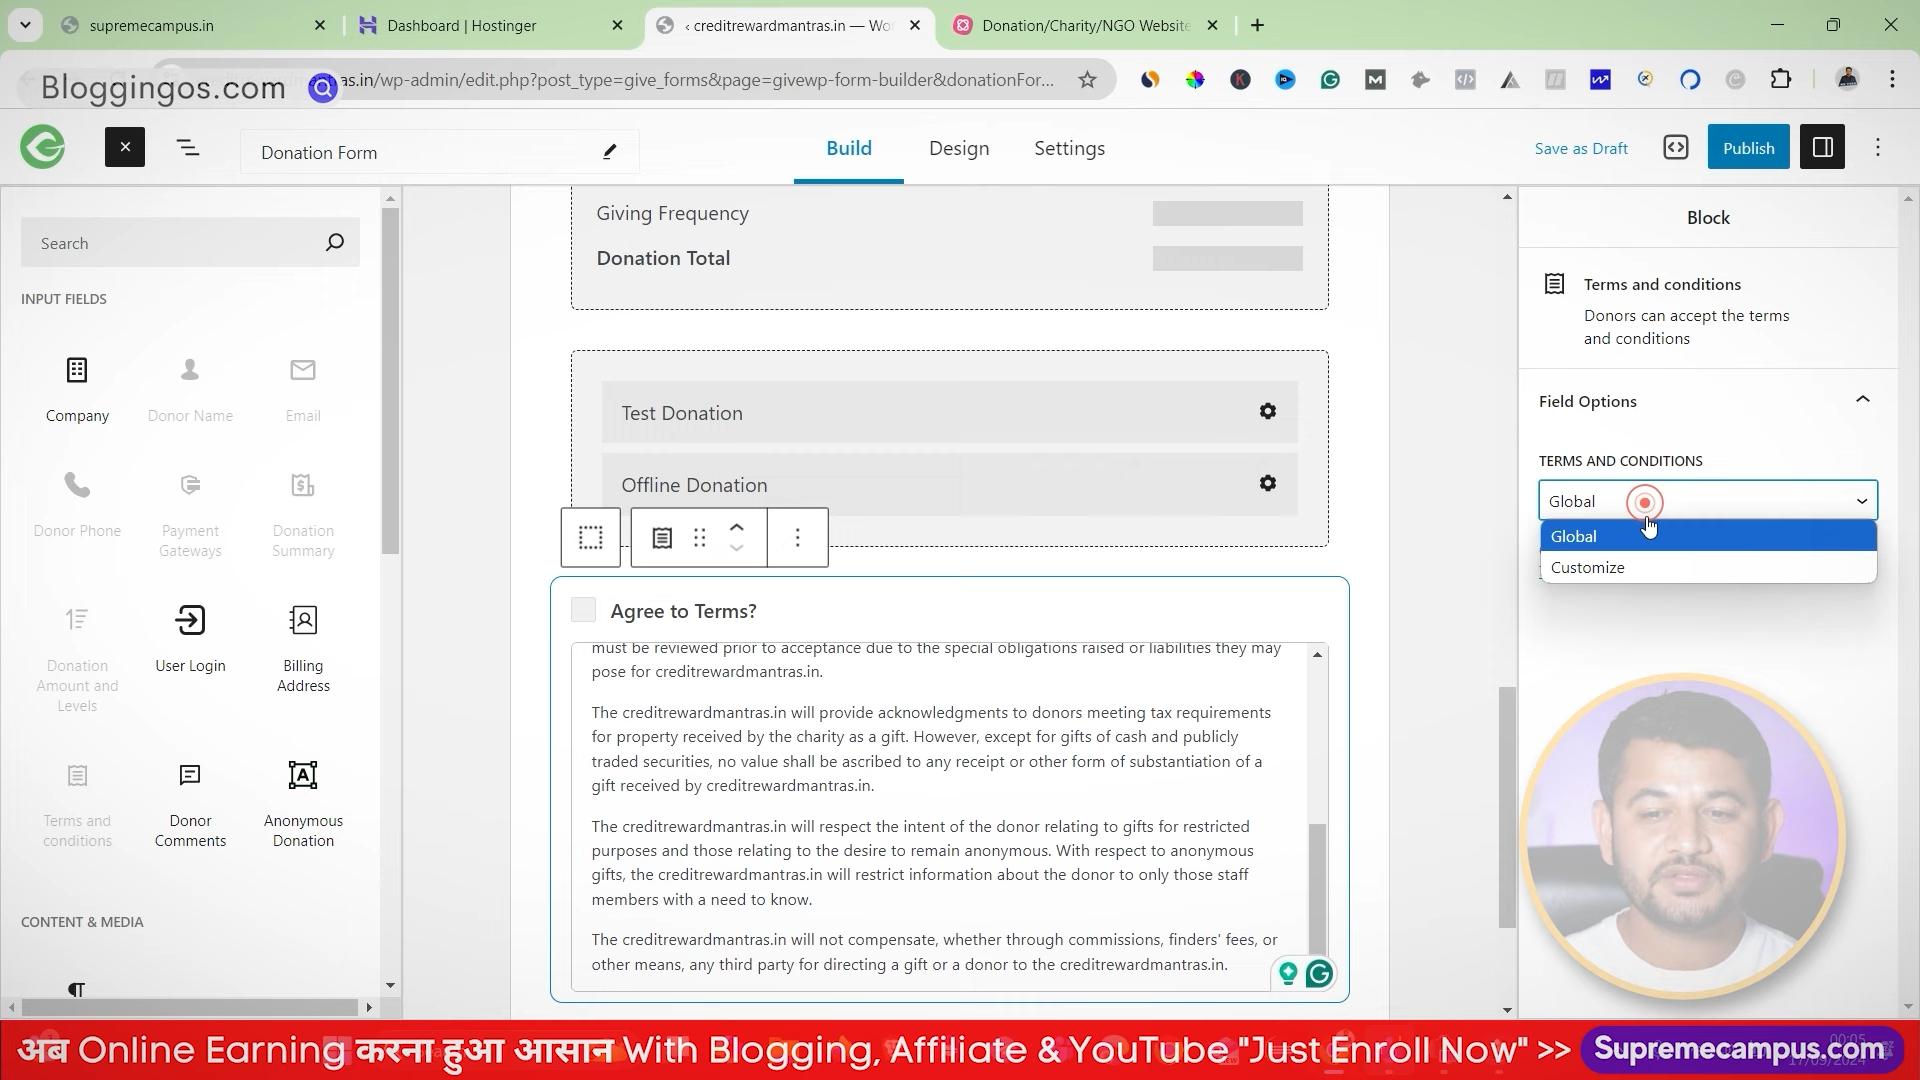 supremecampus.in
Dashboard | Hostinger
‹ creditrewardmantras.in — Wo
Donation/Charity/NGO Website
Bloggingos.com
as.in/wp-admin/edit.php?post_type=give_forms&page=givewp-form-builder&donationFor...
Donation Form
Build
Design
Settings
Save as Draft
Publish
Search
INPUT FIELDS
Company
Donor Name
Email
Donor Phone
Payment
Gateways
Donation
Summary
Donation
Amount and
Levels
User Login
Billing
Address
Terms and
conditions
Donor
Comments
Anonymous
Donation
CONTENT & MEDIA
Giving Frequency
Donation Total
Test Donation
Offline Donation
Agree to Terms?
must be reviewed prior to acceptance due to the special obligations raised or liabilities they may
pose for creditrewardmantras.in.
The creditrewardmantras.in will provide acknowledgments to donors meeting tax requirements
for property received by the charity as a gift. However, except for gifts of cash and publicly
traded securities, no value shall be ascribed to any receipt or other form of substantiation of a
gift received by creditrewardmantras.in.
The creditrewardmantras.in will respect the intent of the donor relating to gifts for restricted
purposes and those relating to the desire to remain anonymous. With respect to anonymous
gifts, the creditrewardmantras.in will restrict information about the donor to only those staff
members with a need to know.
The creditrewardmantras.in will not compensate, whether through commissions, finders' fees, or
other means, any third party for directing a gift or a donor to the creditrewardmantras.in.
Block
Terms and conditions
Donors can accept the terms
and conditions
Field Options
TERMS AND CONDITIONS
Global
Global
Customize
अब Online Earning करना हुआ आसान With Blogging, Affiliate & YouTube "Just Enroll Now" >> Supremecampus.com